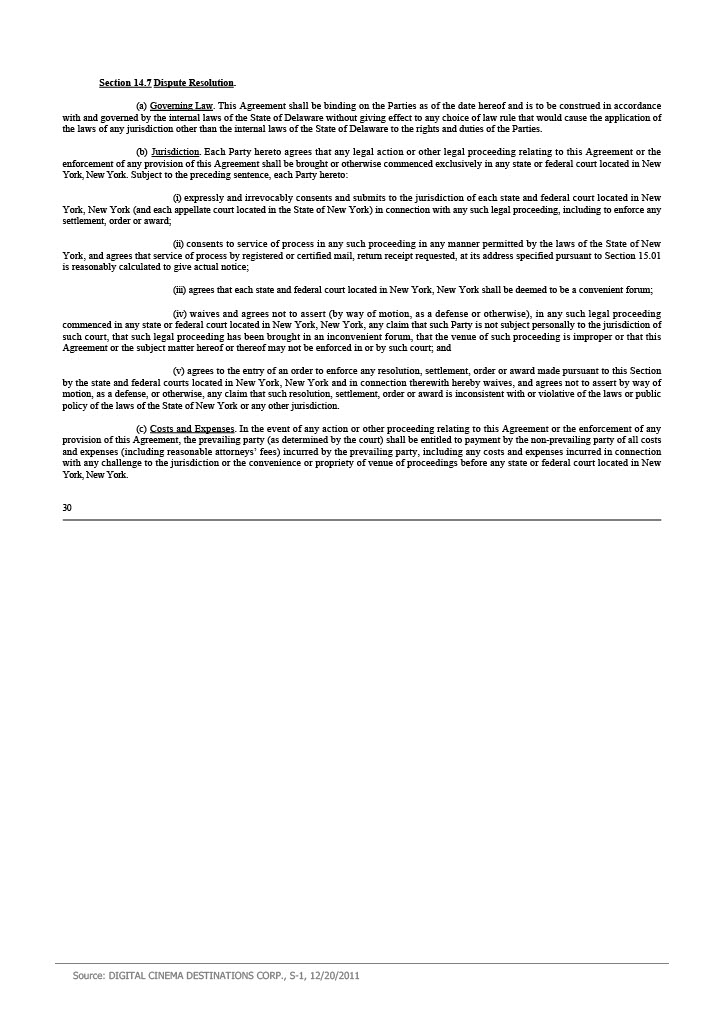 Section 14.7 Dispute Resolution.
(a) Governing Law. This Agreement shall be binding on the Parties as of the date hereof and is to be construed in accordance
with and governed by the internal laws of the State of Delaware without giving effect to any choice of law rule that would cause the application of
the laws of any jurisdiction other than the internal laws of the State of Delaware to the rights and duties of the Parties.
(b) Jurisdiction. Each Party hereto agrees that any legal action or other legal proceeding relating to this Agreement or the
enforcement of any provision of this Agreement shall be brought or otherwise commenced exclusively in any state or federal court located in New
York, New York. Subject to the preceding sentence, each Party hereto:
(i) expressly and irrevocably consents and submits to the jurisdiction of each state and federal court located in New
York, New York (and each appellate court located in the State of New York) in connection with any such legal proceeding, including to enforce any
settlement, order or award;
(ii) consents to service of process in any such proceeding in any manner permitted by the laws of the State of New
York, and agrees that service of process by registered or certified mail, return receipt requested, at its address specified pursuant to Section 15.01
is reasonably calculated to give actual notice;
(iii) agrees that each state and federal court located in New York, New York shall be deemed to be a convenient forum;
(iv) waives and agrees not to assert (by way of motion, as a defense or otherwise), in any such legal proceeding
commenced in any state or federal court located in New York, New York, any claim that such Party is not subject personally to the jurisdiction of
such court, that such legal proceeding has been brought in an inconvenient forum, that the venue of such proceeding is improper or that this
Agreement or the subject matter hereof or thereof may not be enforced in or by such court; and
(v) agrees to the entry of an order to enforce any resolution, settlement, order or award made pursuant to this Section
by the state and federal courts located in New York, New York and in connection therewith hereby waives, and agrees not to assert by way of
motion, as a defense, or otherwise, any claim that such resolution, settlement, order or award is inconsistent with or violative of the laws or public
policy of the laws of the State of New York or any other jurisdiction.
(c) Costs and Expenses. In the event of any action or other proceeding relating to this Agreement or the enforcement of any
provision of this Agreement, the prevailing party (as determined by the court) shall be entitled to payment by the non-prevailing party of all costs
and expenses (including reasonable attorneys’ fees) incurred by the prevailing party, including any costs and expenses incurred in connection
with any challenge to the jurisdiction or the convenience or propriety of venue of proceedings before any state or federal court located in New
York, New York.
30
Source: DIGITAL CINEMA DESTINATIONS CORP., S-1, 12/20/2011